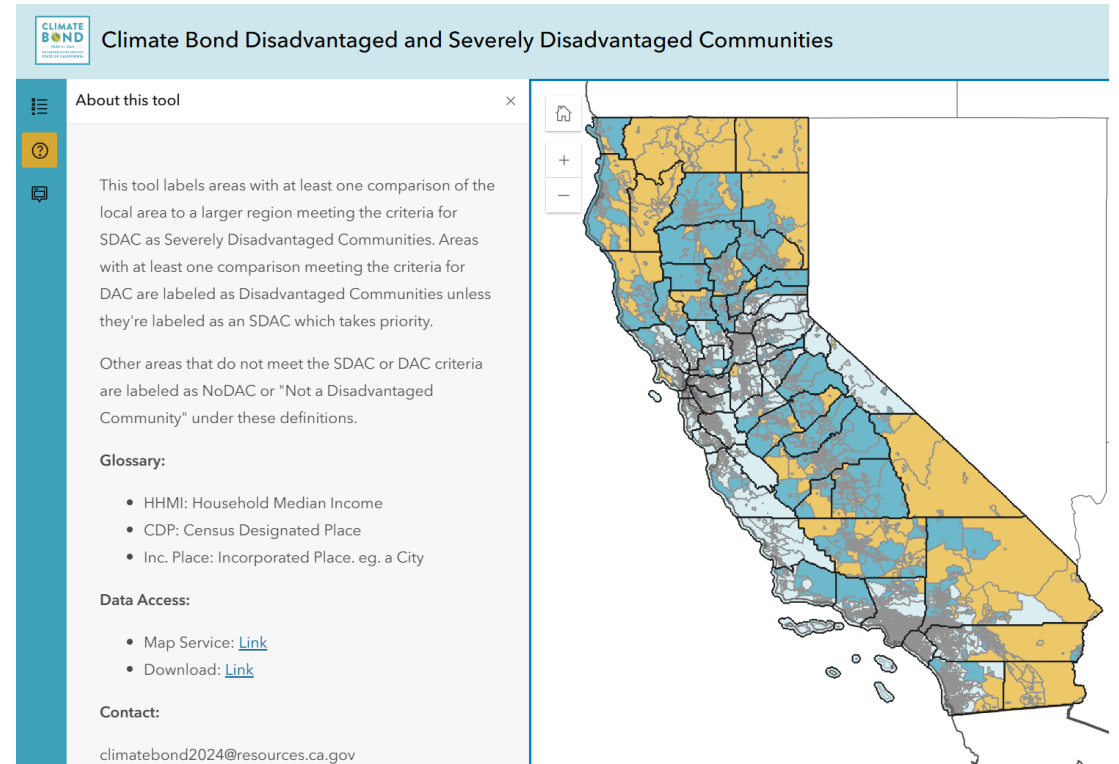 CLIMATE
BOND
Climate Bond Disadvantaged and Severely Disadvantaged Communities
About this tool
This tool labels areas with at least one comparison of the
local area to a larger region meeting the criteria for
SDAC as Severely Disadvantaged Communities. Areas
with at least one comparison meeting the criteria for
DAC are labeled as Disadvantaged Communities unless
they're labeled as an SDAC which takes priority.
Other areas that do not meet the SDAC or DAC criteria
are labeled as NoDAC or "Not a Disadvantaged
Community" under these definitions.
Glossary:
• HHMI: Household Median Income
• CDP: Census Designated Place
• Inc. Place: Incorporated Place. eg. a City
Data Access:
• Map Service: Link
• Download: Link
Contact:
climatebond2024@resources.ca.gov